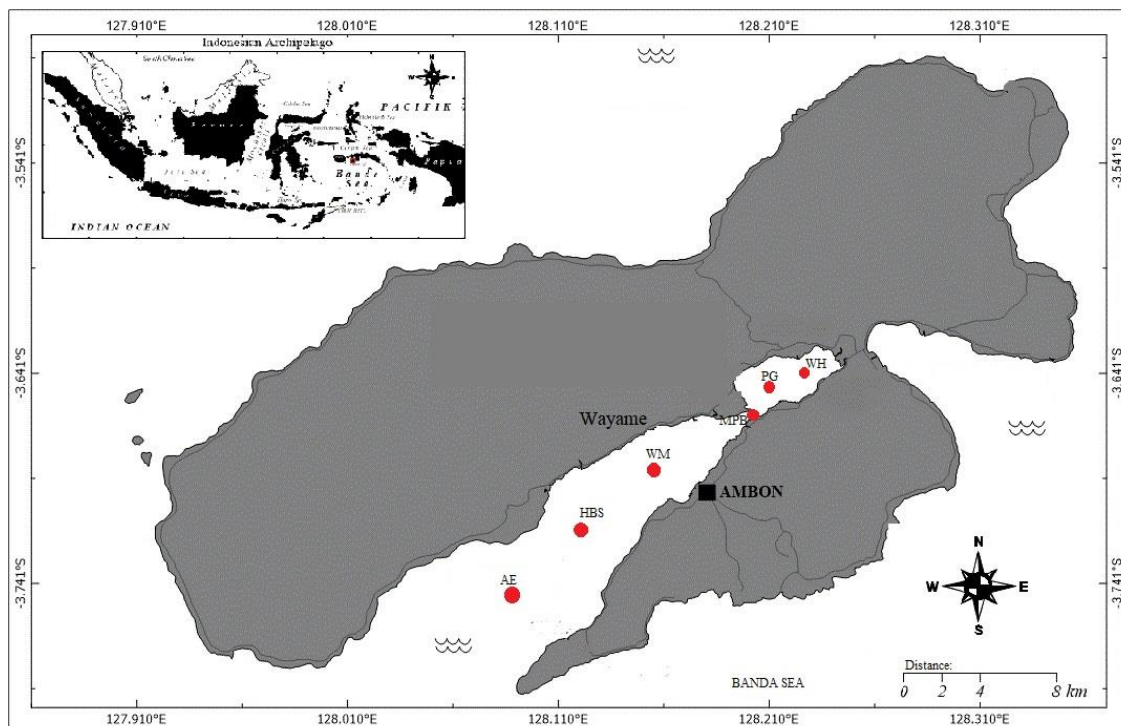 127.910°E 128.010°E 128.110°E 128.210°E 128.310°E
Indonesian Archipelago
PACIFIK
Banda
Sea
INDIAN OCEAN
-3.541°S
-3.541°S
-3.641°S
-3.641°S
-3.741°S
-3.741°S
WH
PG
MPB
Wayame
WM
AMBON
HBS
AE
N
W E
S
Distance:
0 2 4 8 km
BANDA SEA
127.910°E 128.010°E 128.110°E 128.210°E 128.310°E